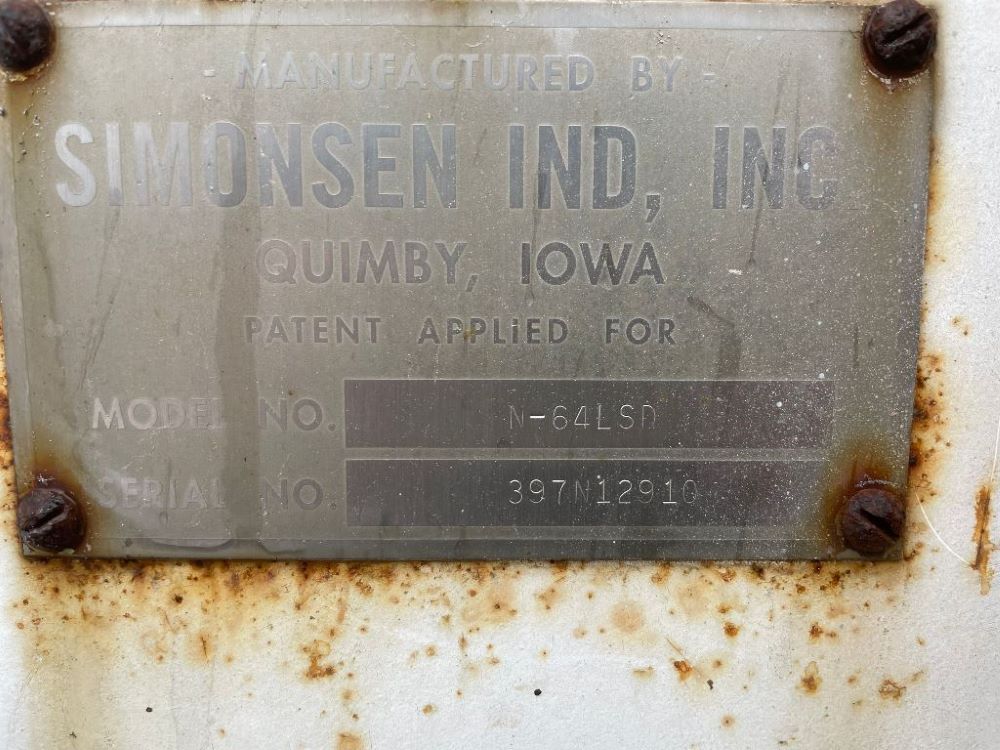 - MANUFACTURED BY -
SIMONSEN IND, INC
QUIMBY, IOWA
PATENT APPLIED FOR
MODEL NO. N-64LSD
SERIAL NO. 397N12910